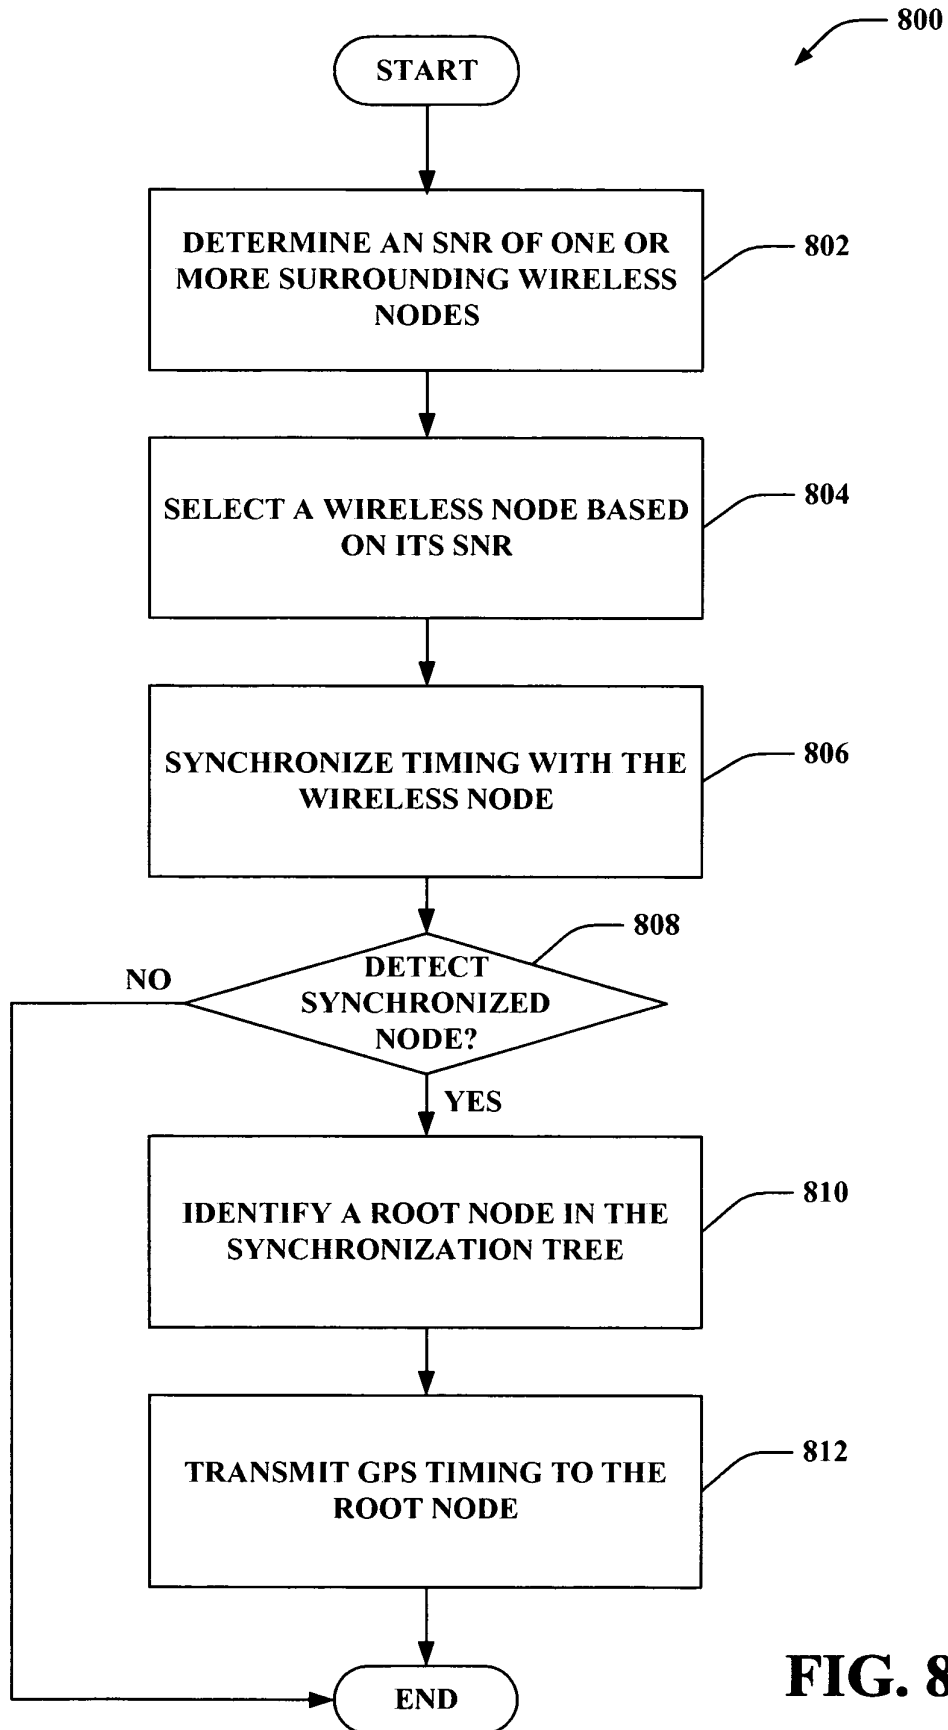 800
START
DETERMINE AN SNR OF ONE OR
MORE SURROUNDING WIRELESS
NODES
802
SELECT A WIRELESS NODE BASED
ON ITS SNR
804
SYNCHRONIZE TIMING WITH THE
WIRELESS NODE
806
808
NO
DETECT
SYNCHRONIZED
NODE?
YES
IDENTIFY A ROOT NODE IN THE
SYNCHRONIZATION TREE
810
TRANSMIT GPS TIMING TO THE
ROOT NODE
812
END
FIG. 8